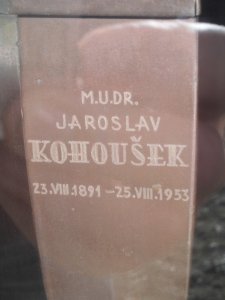 M.U.DR.
JAROSLAV
KOHOUŠEK
23.VIII.1891 – 25.VIII.1953